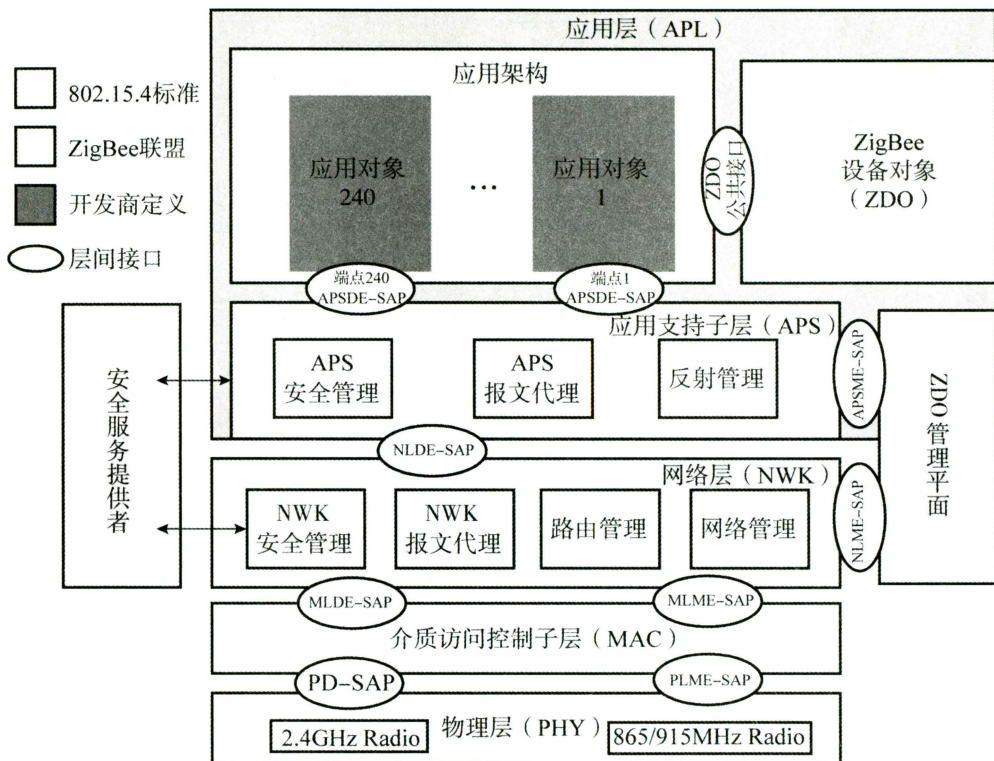 应用层（APL）
802.15.4标准
ZigBee联盟
开发商定义
层间接口
应用架构
应用对象
240
…
应用对象
1
ZDO
公共接口
ZigBee
设备对象
（ZDO）
端点240
APSDE-SAP
端点1
APSDE-SAP
应用支持子层（APS）
APS
安全管理
APS
报文代理
反射管理
APSME-SAP
安全服务提供者
ZDO管理平面
NLDE-SAP
网络层（NWK）
NWK
安全管理
NWK
报文代理
路由管理
网络管理
NLME-SAP
MLDE-SAP
MLME-SAP
介质访问控制子层（MAC）
PD-SAP
PLME-SAP
物理层（PHY）
2.4GHz Radio
865/915MHz Radio